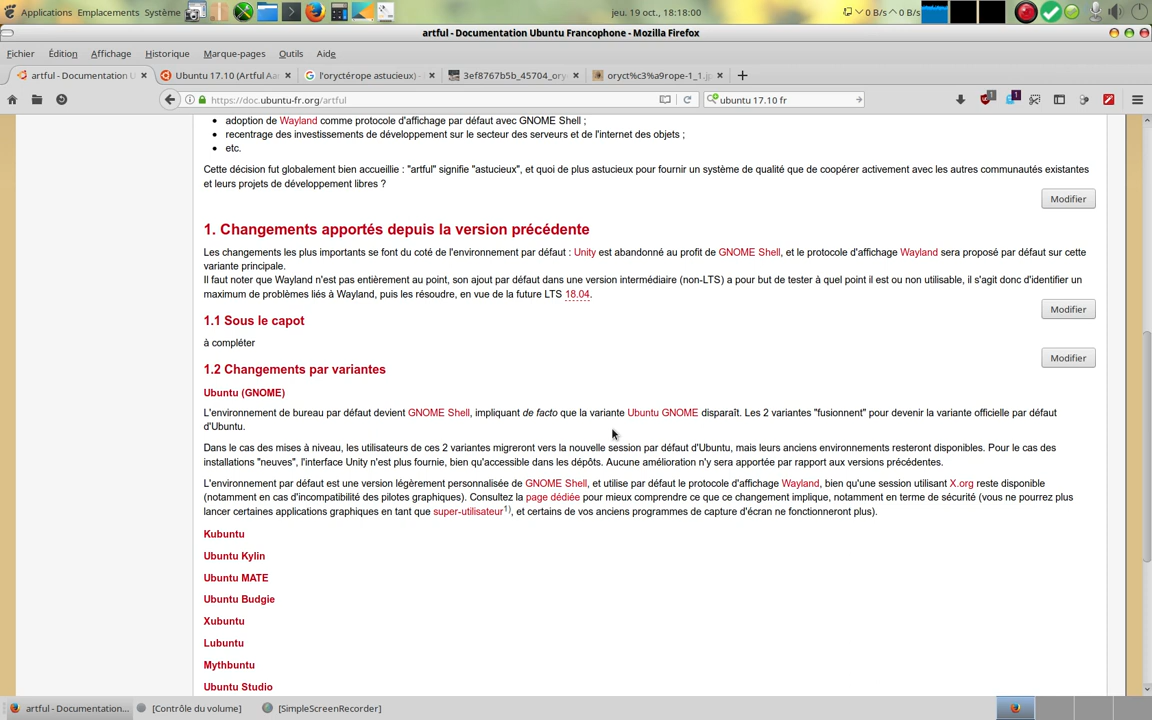 Applications Emplacements Système jeu. 19 oct., 18:18:00 0 B/s 0 B/s
artful - Documentation Ubuntu Francophone - Mozilla Firefox
Fichier Édition Affichage Historique Marque-pages Outils Aide
artful - Documentation U Ubuntu 17.10 (Artful Aar l'oryctérope astucieux) - 3ef8767b5b_45704_ory oryct%c3%a9rope-1_1.j
https://doc.ubuntu-fr.org/artful ubuntu 17.10 fr 1 1
adoption de Wayland comme protocole d'affichage par défaut avec GNOME Shell ;
recentrage des investissements de développement sur le secteur des serveurs et de l'internet des objets ;
etc.
Cette décision fut globalement bien accueillie : "artful" signifie "astucieux", et quoi de plus astucieux pour fournir un système de qualité que de coopérer activement avec les autres communautés existantes
et leurs projets de développement libres ?
Modifier
1. Changements apportés depuis la version précédente
Les changements les plus importants se font du coté de l'environnement par défaut : Unity est abandonné au profit de GNOME Shell, et le protocole d'affichage Wayland sera proposé par défaut sur cette
variante principale.
Il faut noter que Wayland n'est pas entièrement au point, son ajout par défaut dans une version intermédiaire (non-LTS) a pour but de tester à quel point il est ou non utilisable, il s'agit donc d'identifier un
maximum de problèmes liés à Wayland, puis les résoudre, en vue de la future LTS 18.04.
Modifier
1.1 Sous le capot
à compléter
Modifier
1.2 Changements par variantes
Ubuntu (GNOME)
L'environnement de bureau par défaut devient GNOME Shell, impliquant de facto que la variante Ubuntu GNOME disparaît. Les 2 variantes "fusionnent" pour devenir la variante officielle par défaut
d'Ubuntu.
Dans le cas des mises à niveau, les utilisateurs de ces 2 variantes migreront vers la nouvelle session par défaut d'Ubuntu, mais leurs anciens environnements resteront disponibles. Pour le cas des
installations "neuves", l'interface Unity n'est plus fournie, bien qu'accessible dans les dépôts. Aucune amélioration n'y sera apportée par rapport aux versions précédentes.
L'environnement par défaut est une version légèrement personnalisée de GNOME Shell, et utilise par défaut le protocole d'affichage Wayland, bien qu'une session utilisant X.org reste disponible
(notamment en cas d'incompatibilité des pilotes graphiques). Consultez la page dédiée pour mieux comprendre ce que ce changement implique, notamment en terme de sécurité (vous ne pourrez plus
lancer certaines applications graphiques en tant que super-utilisateur1), et certains de vos anciens programmes de capture d'écran ne fonctionneront plus).
Kubuntu
Ubuntu Kylin
Ubuntu MATE
Ubuntu Budgie
Xubuntu
Lubuntu
Mythbuntu
Ubuntu Studio
artful - Documentation... [Contrôle du volume] [SimpleScreenRecorder]